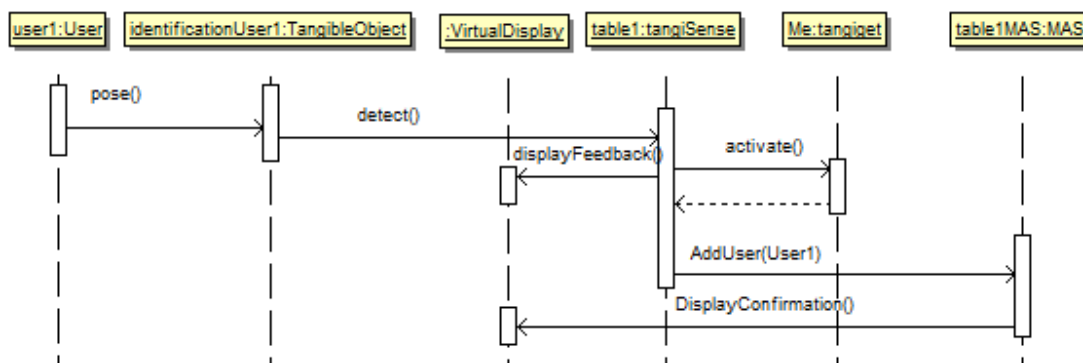 user1:User
identificationUser1:TangibleObject
:VirtualDisplay
table1:tangiSense
Me:tangiget
table1MAS:MAS
pose()
detect()
displayFeedback()
activate()
AddUser(User1)
DisplayConfirmation()